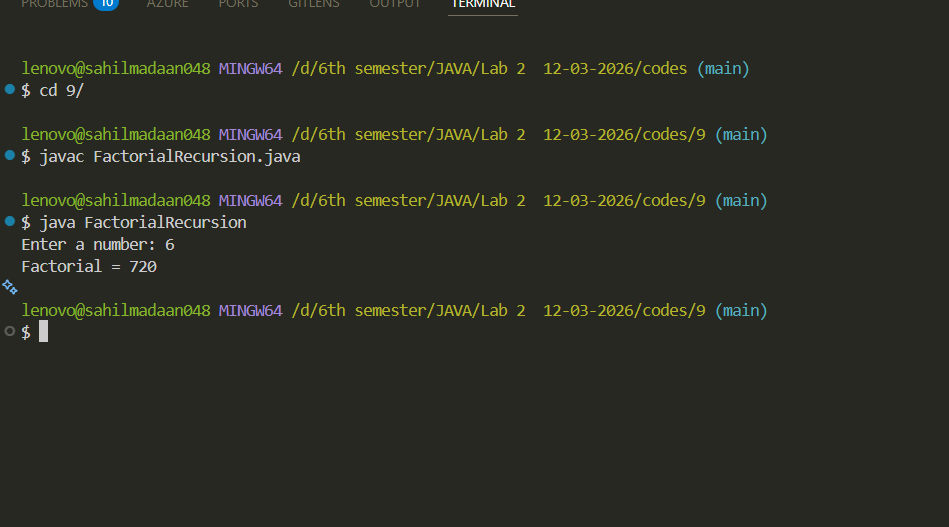 PROBLEMS 10 AZURE PORTS GITLENS OUTPUT TERMINAL
lenovo@sahilmadaan048 MINGW64 /d/6th semester/JAVA/Lab 2  12-03-2026/codes (main)
$ cd 9/
lenovo@sahilmadaan048 MINGW64 /d/6th semester/JAVA/Lab 2  12-03-2026/codes/9 (main)
$ javac FactorialRecursion.java
lenovo@sahilmadaan048 MINGW64 /d/6th semester/JAVA/Lab 2  12-03-2026/codes/9 (main)
$ java FactorialRecursion
Enter a number: 6
Factorial = 720
lenovo@sahilmadaan048 MINGW64 /d/6th semester/JAVA/Lab 2  12-03-2026/codes/9 (main)
$